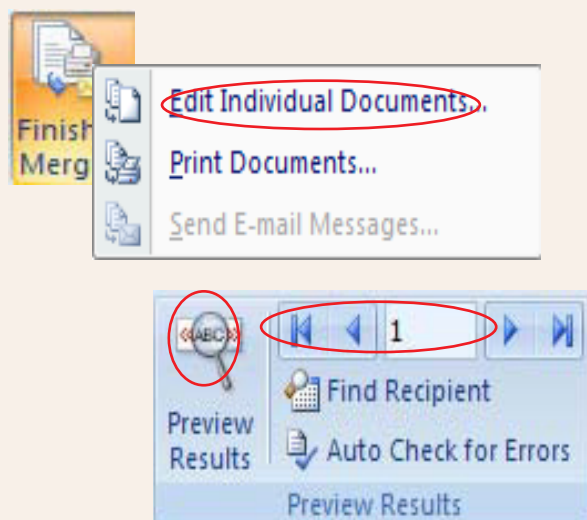 Finish
Merg
Edit Individual Documents...
Print Documents...
Send E-mail Messages...
«ABC»
1
Preview
Results
Find Recipient
Auto Check for Errors
Preview Results